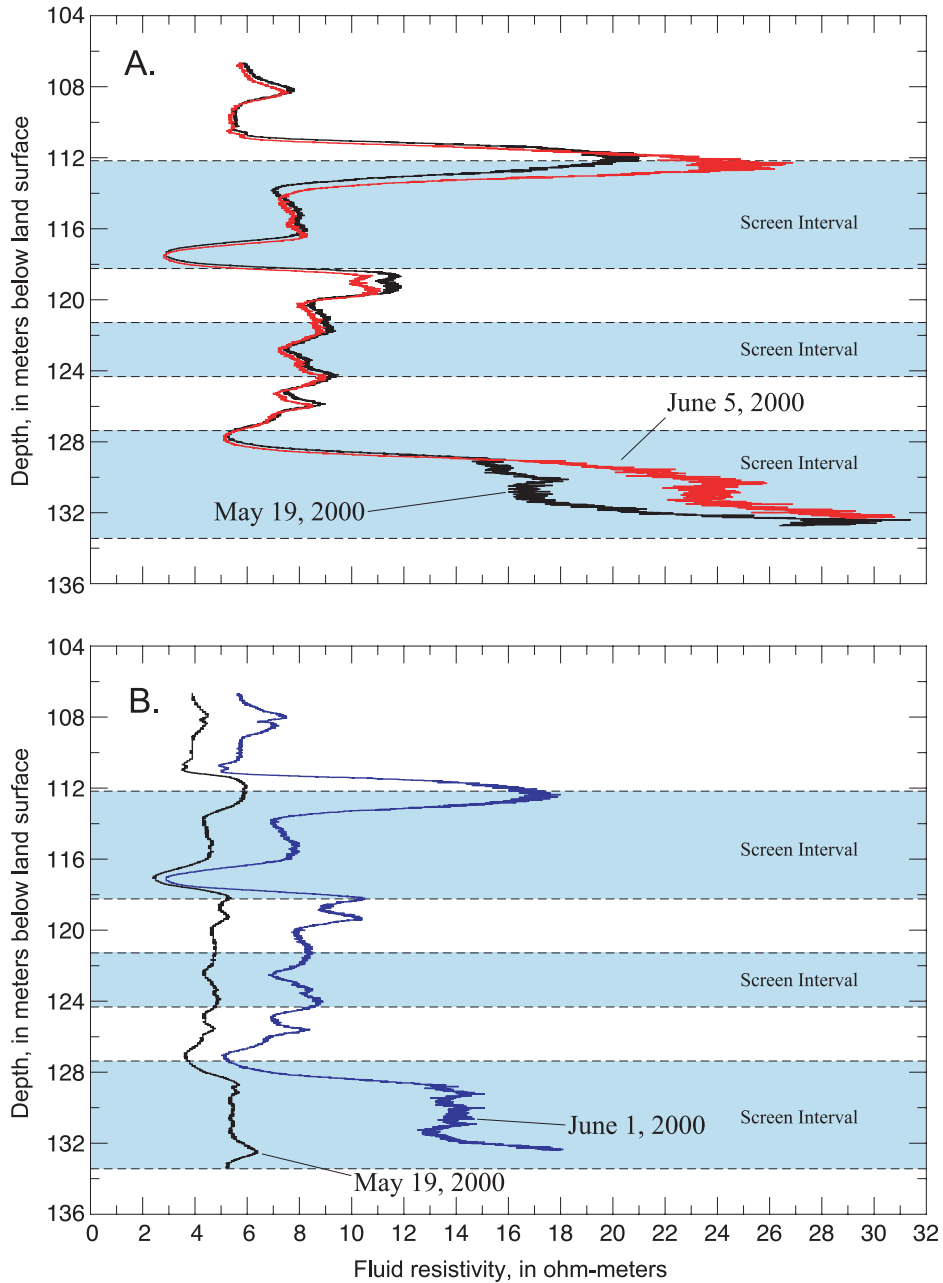 A.
104
108
112
116
120
124
128
132
136
Depth, in meters below land surface
Screen Interval
Screen Interval
June 5, 2000
Screen Interval
May 19, 2000
B.
104
108
112
116
120
124
128
132
136
Depth, in meters below land surface
Screen Interval
Screen Interval
Screen Interval
June 1, 2000
May 19, 2000
0 2 4 6 8 10 12 14 16 18 20 22 24 26 28 30 32
Fluid resistivity, in ohm-meters